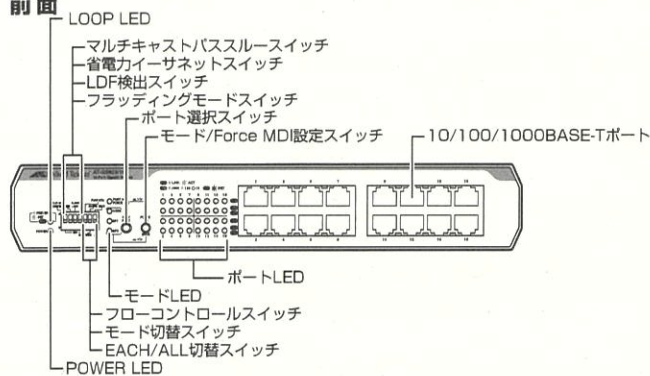 前面
LOOP LED
マルチキャストパススルースイッチ
省電力イーサネットスイッチ
LDF検出スイッチ
フラッディングモードスイッチ
ポート選択スイッチ
モード/Force MDI設定スイッチ
10/100/1000BASE-Tポート
ポートLED
モードLED
フローコントロールスイッチ
モード切替スイッチ
EACH/ALL切替スイッチ
POWER LED